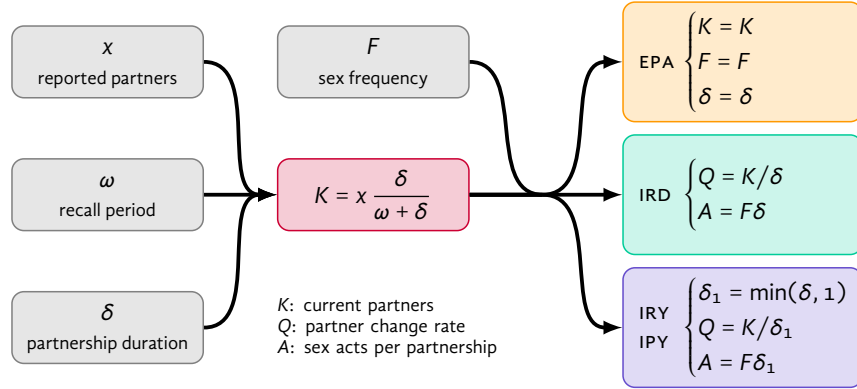 x
reported partners
F
sex frequency
ω
recall period
K = x δ / (ω + δ)
δ
partnership duration
K: current partners
Q: partner change rate
A: sex acts per partnership
EPA
K = K
F = F
δ = δ
IRD
Q = K/δ
A = Fδ
IRY
IPY
δ₁ = min(δ, 1)
Q = K/δ₁
A = Fδ₁